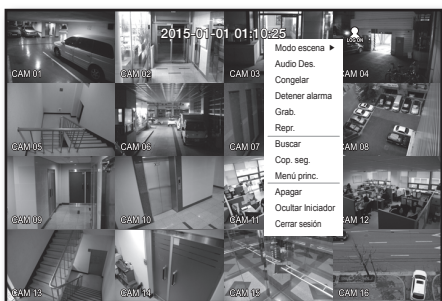 2015-01-01 01:10:25
LOG ON
CAM 01
CAM 02
CAM 03
CAM 04
Modo escena
Audio Des.
Congelar
Detener alarma
Grab.
Repr.
Buscar
Cop. seg.
Menú princ.
Apagar
Ocultar Iniciador
Cerrar sesión
CAM 05
CAM 06
CAM 07
CAM 08
CAM 09
CAM 10
CAM 11
CAM 12
CAM 13
CAM 14
CAM 15
CAM 16